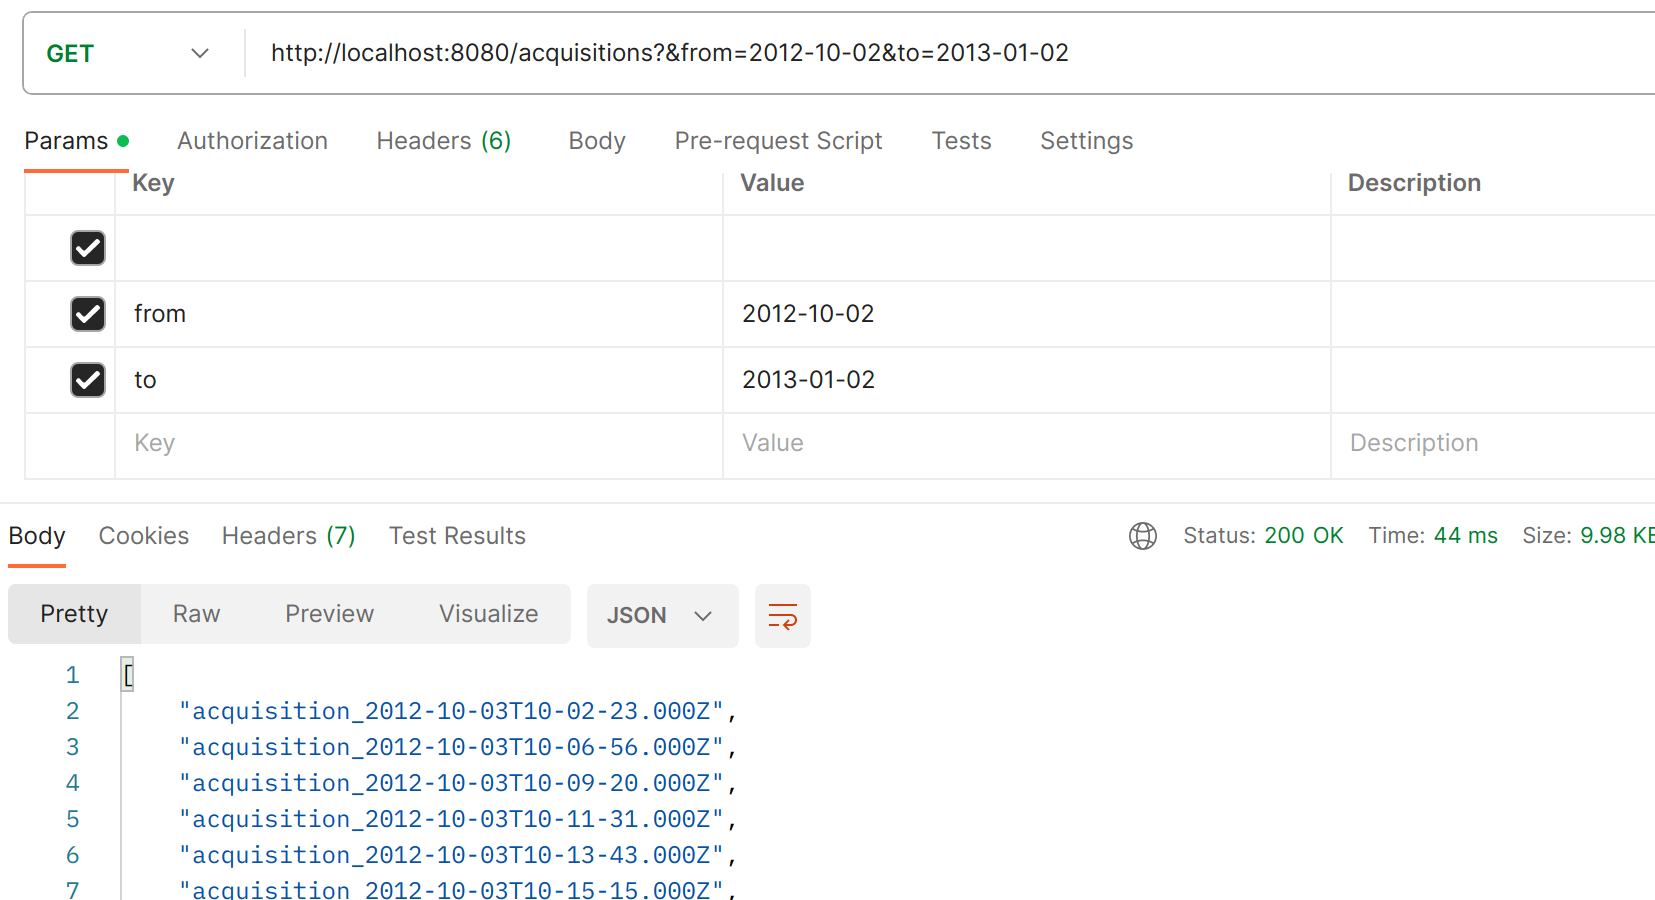 GET http://localhost:8080/acquisitions?&from=2012-10-02&to=2013-01-02
Params Authorization Headers (6) Body Pre-request Script Tests Settings
Key Value Description
from 2012-10-02
to 2013-01-02
Key Value Description
Body Cookies Headers (7) Test Results Status: 200 OK Time: 44 ms Size: 9.98
Pretty Raw Preview Visualize JSON
1 [
2 "acquisition_2012-10-03T10-02-23.000Z",
3 "acquisition_2012-10-03T10-06-56.000Z",
4 "acquisition_2012-10-03T10-09-20.000Z",
5 "acquisition_2012-10-03T10-11-31.000Z",
6 "acquisition_2012-10-03T10-13-43.000Z",
7 "acquisition_2012-10-03T10-15-15.000Z",